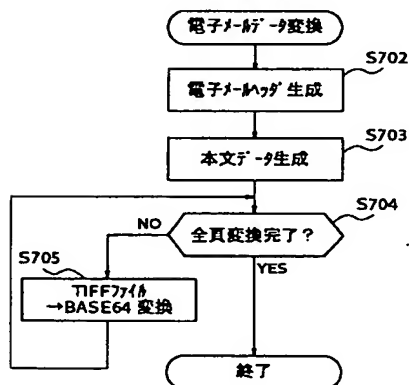 電子メールデータ変換
S702
電子メールヘッダ生成
S703
本文データ生成
S704
全頁変換完了？
NO
YES
S705
TIFFファイル
→BASE64 変換
終了